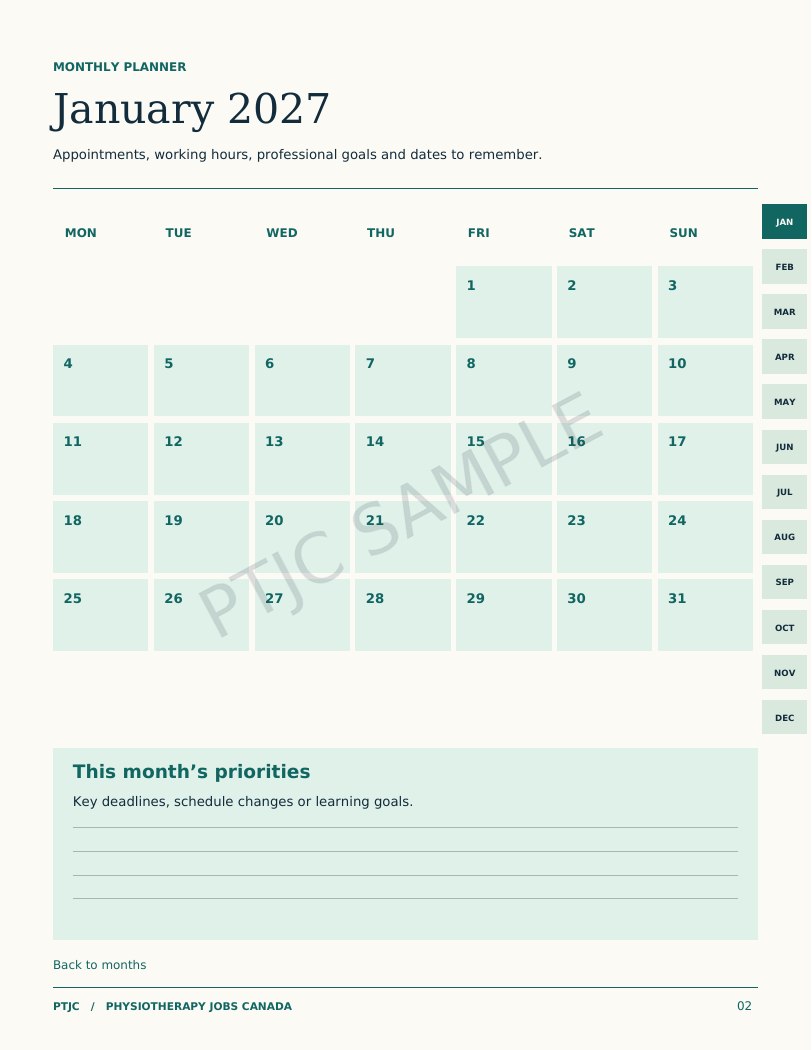 MONTHLY PLANNER
January 2027
Appointments, working hours, professional goals and dates to remember.
MON TUE WED THU FRI SAT SUN
1 2 3
4 5 6 7 8 9 10
11 12 13 14 15 16 17
18 19 20 21 22 23 24
25 26 27 28 29 30 31
PTJC SAMPLE
JAN
FEB
MAR
APR
MAY
JUN
JUL
AUG
SEP
OCT
NOV
DEC
This month’s priorities
Key deadlines, schedule changes or learning goals.
Back to months
PTJC / PHYSIOTHERAPY JOBS CANADA 02